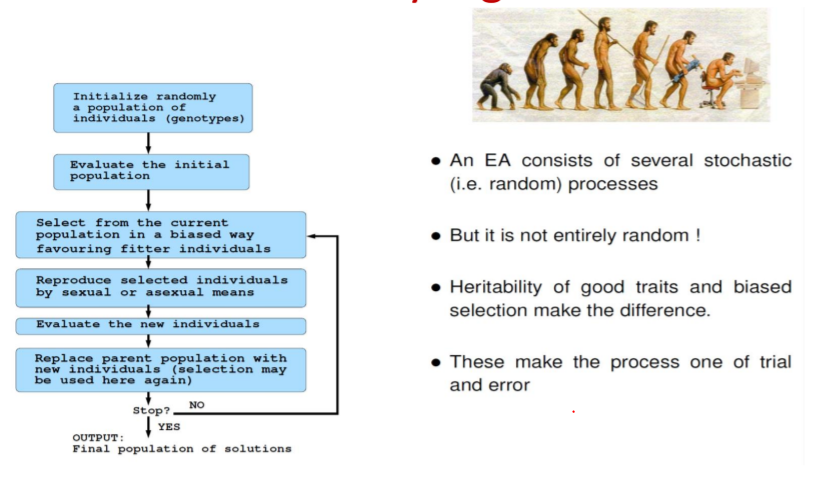 Initialize randomly
a population of
individuals (genotypes)
Evaluate the initial
population
Select from the current
population in a biased way
favouring fitter individuals
Reproduce selected individuals
by sexual or asexual means
Evaluate the new individuals
Replace parent population with
new individuals (selection may
be used here again)
Stop?
NO
YES
OUTPUT:
Final population of solutions
• An EA consists of several stochastic
(i.e. random) processes
• But it is not entirely random !
• Heritability of good traits and biased
selection make the difference.
• These make the process one of trial
and error